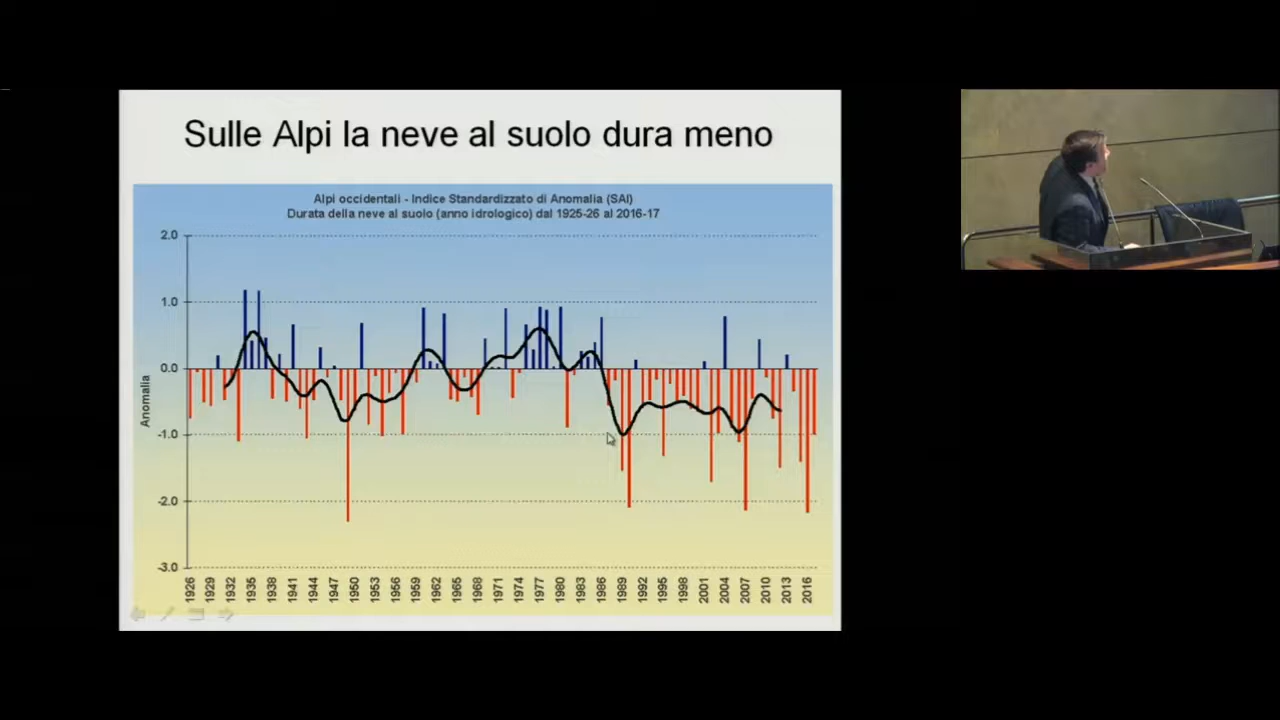 Sulle Alpi la neve al suolo dura meno
Alpi occidentali - Indice Standardizzato di Anomalia (SAI)
Durata della neve al suolo (anno idrologico) dal 1925-26 al 2016-17
2.0
1.0
0.0
-1.0
-2.0
-3.0
Anomalia
1926 1929 1932 1935 1938 1941 1944 1947 1950 1953 1956 1959 1962 1965 1968 1971 1974 1977 1980 1983 1986 1989 1992 1995 1998 2001 2004 2007 2010 2013 2016